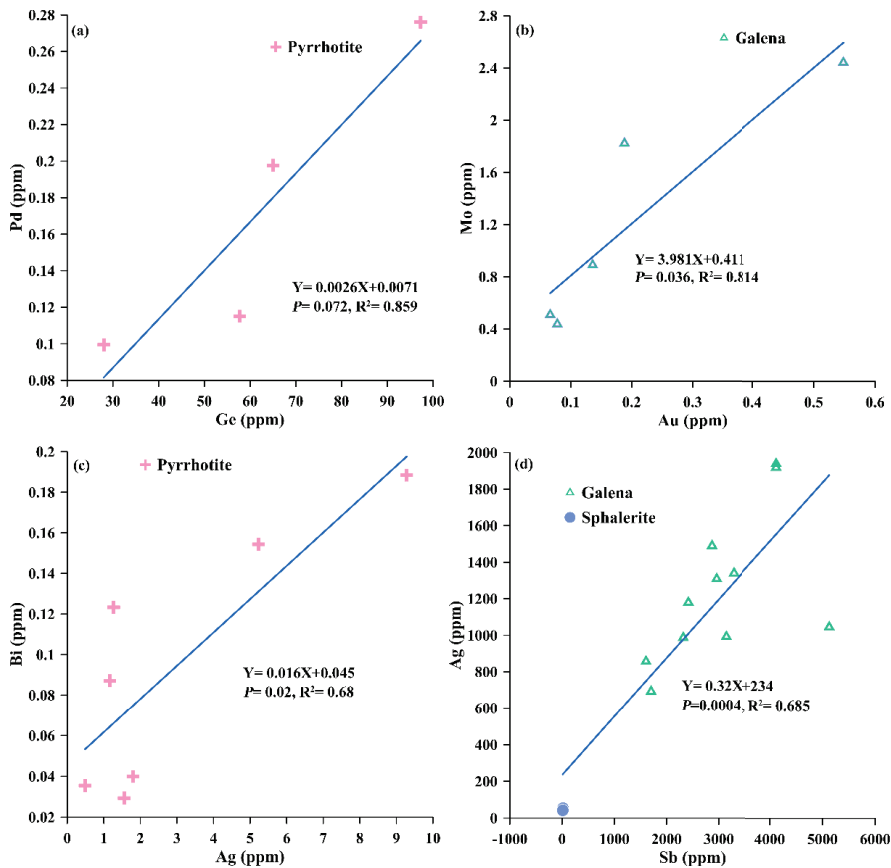 (a)
Pyrrhotite
0.28
0.26
0.24
0.22
0.2
0.18
0.16
0.14
0.12
0.1
0.08
Pd (ppm)
Y= 0.0026X+0.0071
P= 0.072, R²= 0.859
20 30 40 50 60 70 80 90 100
Ge (ppm)
(b)
Galena
2.8
2.4
2
1.6
1.2
0.8
0.4
0
Mo (ppm)
Y= 3.981X+0.411
P= 0.036, R²= 0.814
0 0.1 0.2 0.3 0.4 0.5 0.6
Au (ppm)
(c)
Pyrrhotite
0.2
0.18
0.16
0.14
0.12
0.1
0.08
0.06
0.04
0.02
Bi (ppm)
Y= 0.016X+0.045
P= 0.02, R²= 0.68
0 1 2 3 4 5 6 7 8 9 10
Ag (ppm)
(d)
Galena
Sphalerite
2000
1800
1600
1400
1200
1000
800
600
400
200
0
Ag (ppm)
Y= 0.32X+234
P=0.0004, R²= 0.685
-1000 0 1000 2000 3000 4000 5000 6000
Sb (ppm)